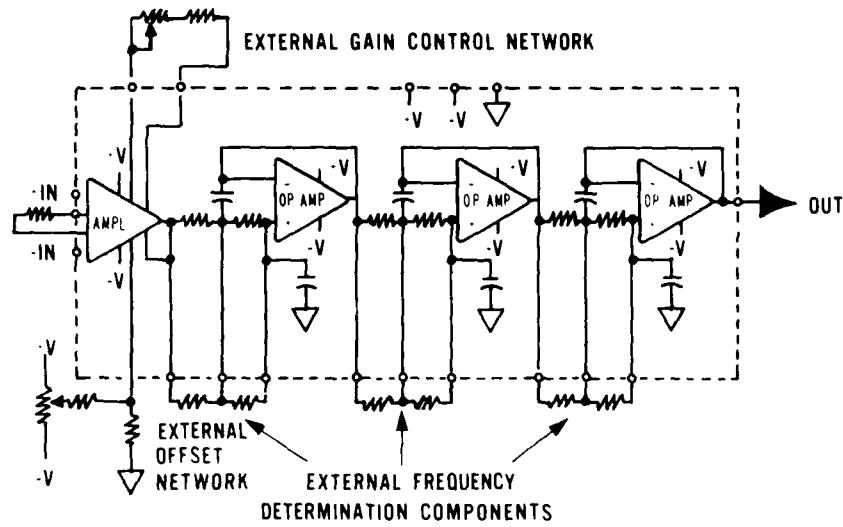 EXTERNAL GAIN CONTROL NETWORK
-V -V
-IN
-IN
+V
AMPL
-V
+V
- OP AMP
+
-V
+V
- OP AMP
-V
+V
- OP AMP
-V
OUT
-V
-V
EXTERNAL
OFFSET
NETWORK
EXTERNAL FREQUENCY
DETERMINATION COMPONENTS